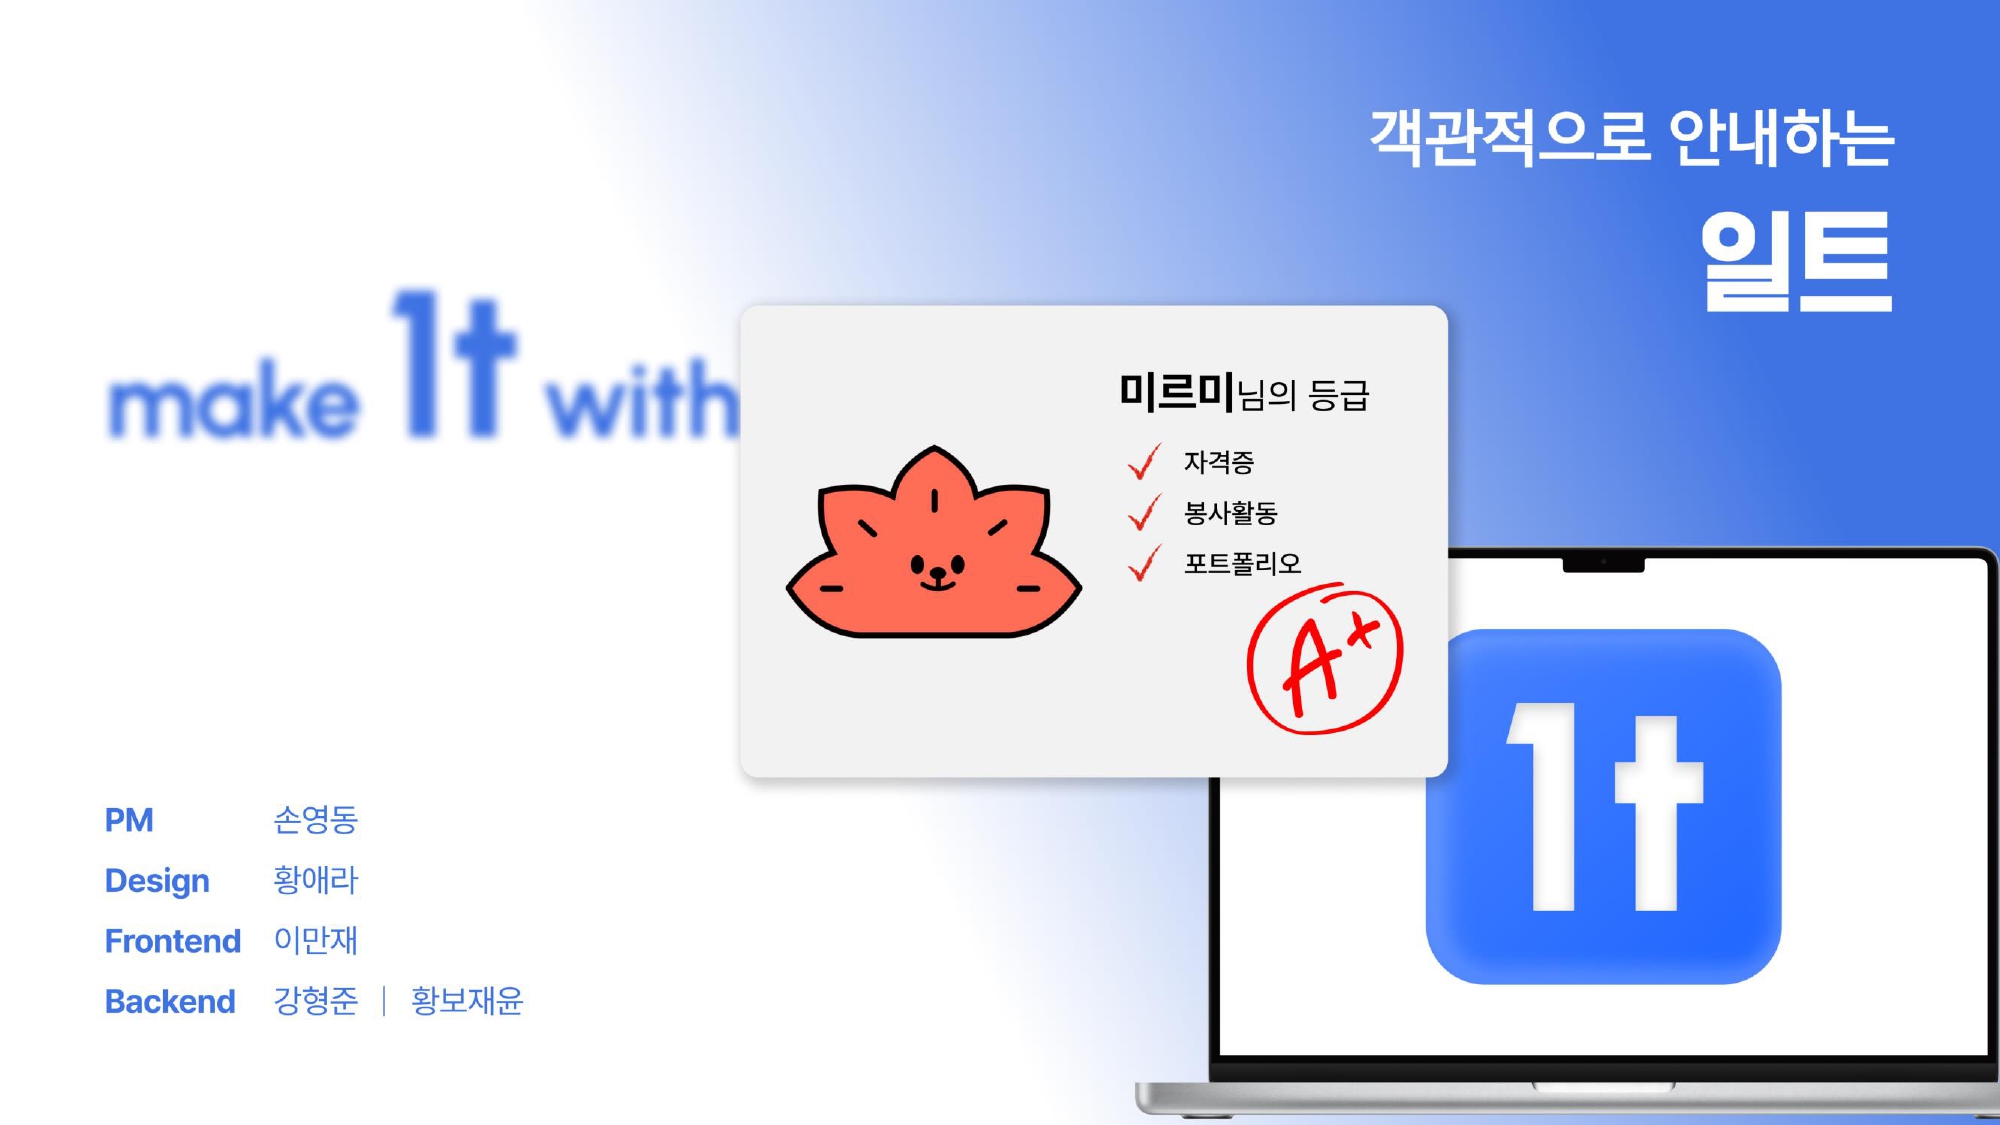 객관적으로 안내하는
일트
make 1t with
미르미님의 등급
자격증
봉사활동
포트폴리오
A+
1t
PM 손영동
Design 황애라
Frontend 이만재
Backend 강형준 | 황보재윤